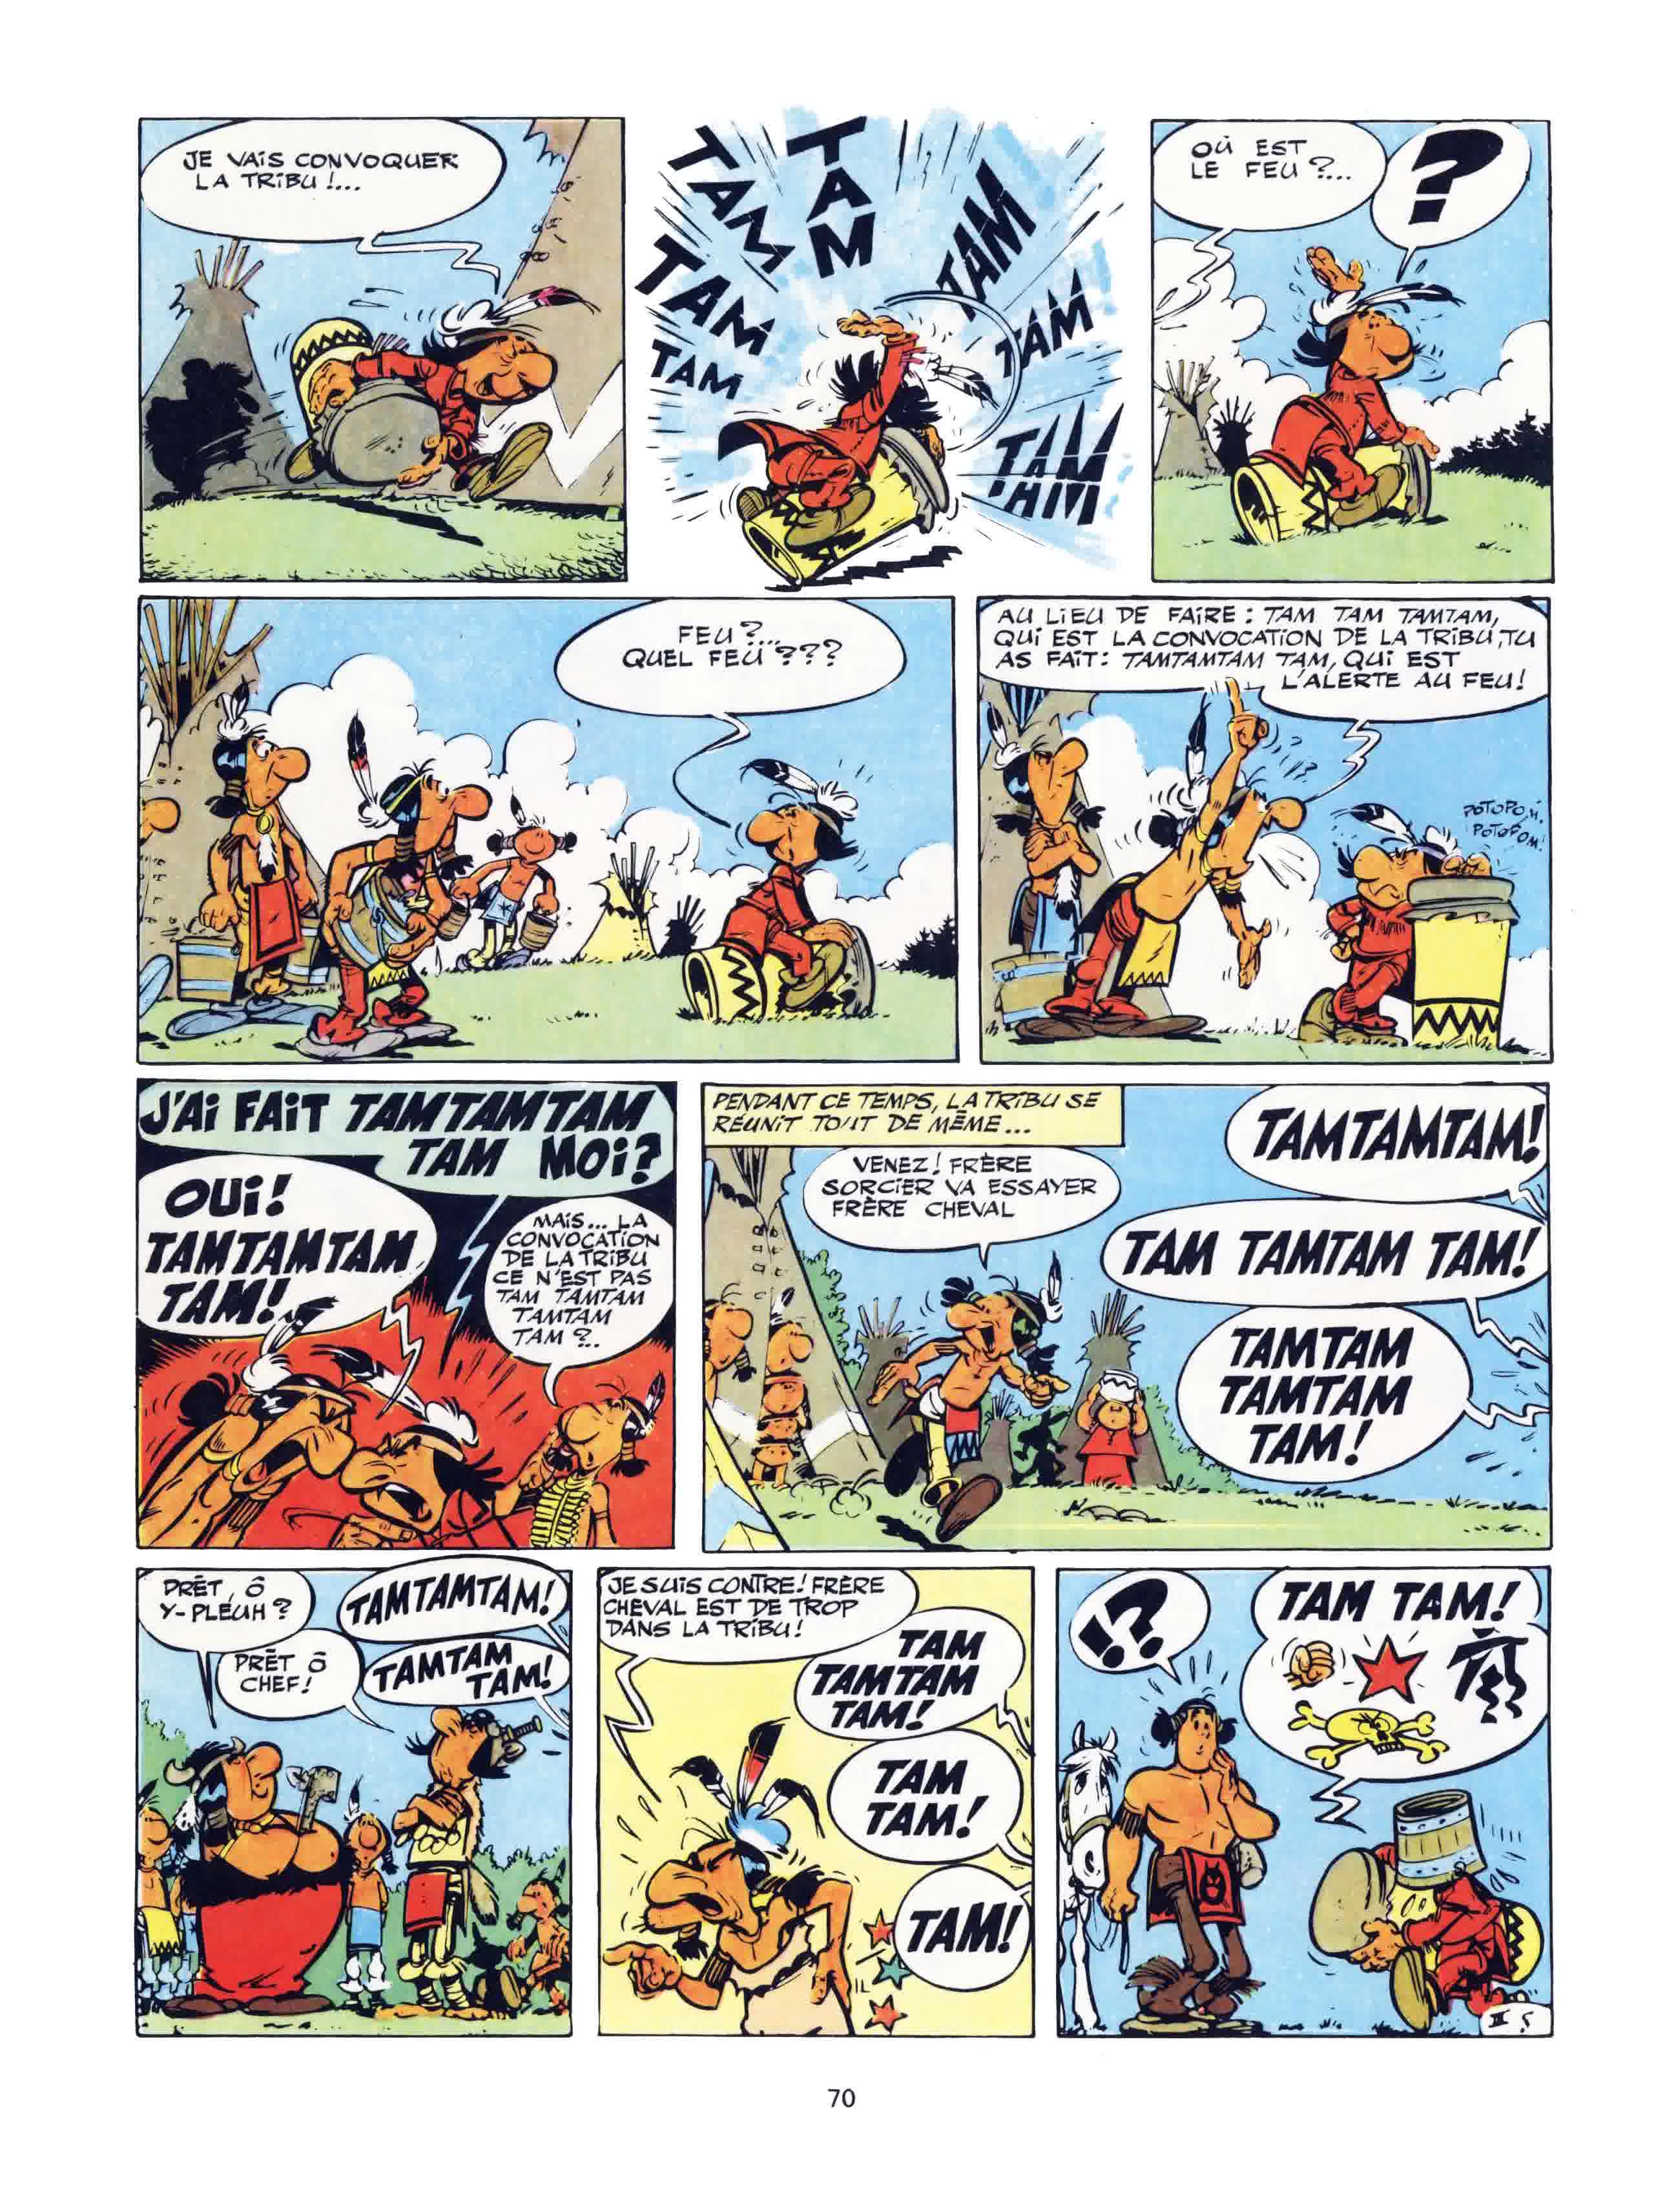 JE VAIS CONVOQUER
LA TRIBU !...
TAM
TAM
TAM
TAM
TAM
TAM
TAM
OÙ EST
LE FEU ?...
?
FEU ?...
QUEL FEU ???
AU LIEU DE FAIRE : TAM TAM TAMTAM,
QUI EST LA CONVOCATION DE LA TRIBU, TU
AS FAIT : TAMTAMTAM TAM, QUI EST
L'ALERTE AU FEU !
POTOPOM!
POTOPOM!
J'AI FAIT TAMTAMTAM
TAM MOI ?
OUI !
TAMTAMTAM
TAM!
MAIS... LA
CONVOCATION
DE LA TRIBU
CE N'EST PAS
TAM TAMTAM
TAMTAM
TAM ?...
PENDANT CE TEMPS, LA TRIBU SE
RÉUNIT TOUT DE MÊME...
VENEZ ! FRÈRE
SORCIER VA ESSAYER
FRÈRE CHEVAL
TAMTAMTAM!
TAM TAMTAM TAM!
TAMTAM
TAMTAM
TAM!
PRÊT, Ô
Y-PLEUH ?
PRÊT Ô
CHEF!
TAMTAMTAM!
TAMTAM
TAM!
JE SUIS CONTRE! FRÈRE
CHEVAL EST DE TROP
DANS LA TRIBU !
TAM
TAMTAM
TAM!
TAM
TAM!
TAM!
!?
TAM TAM!
70